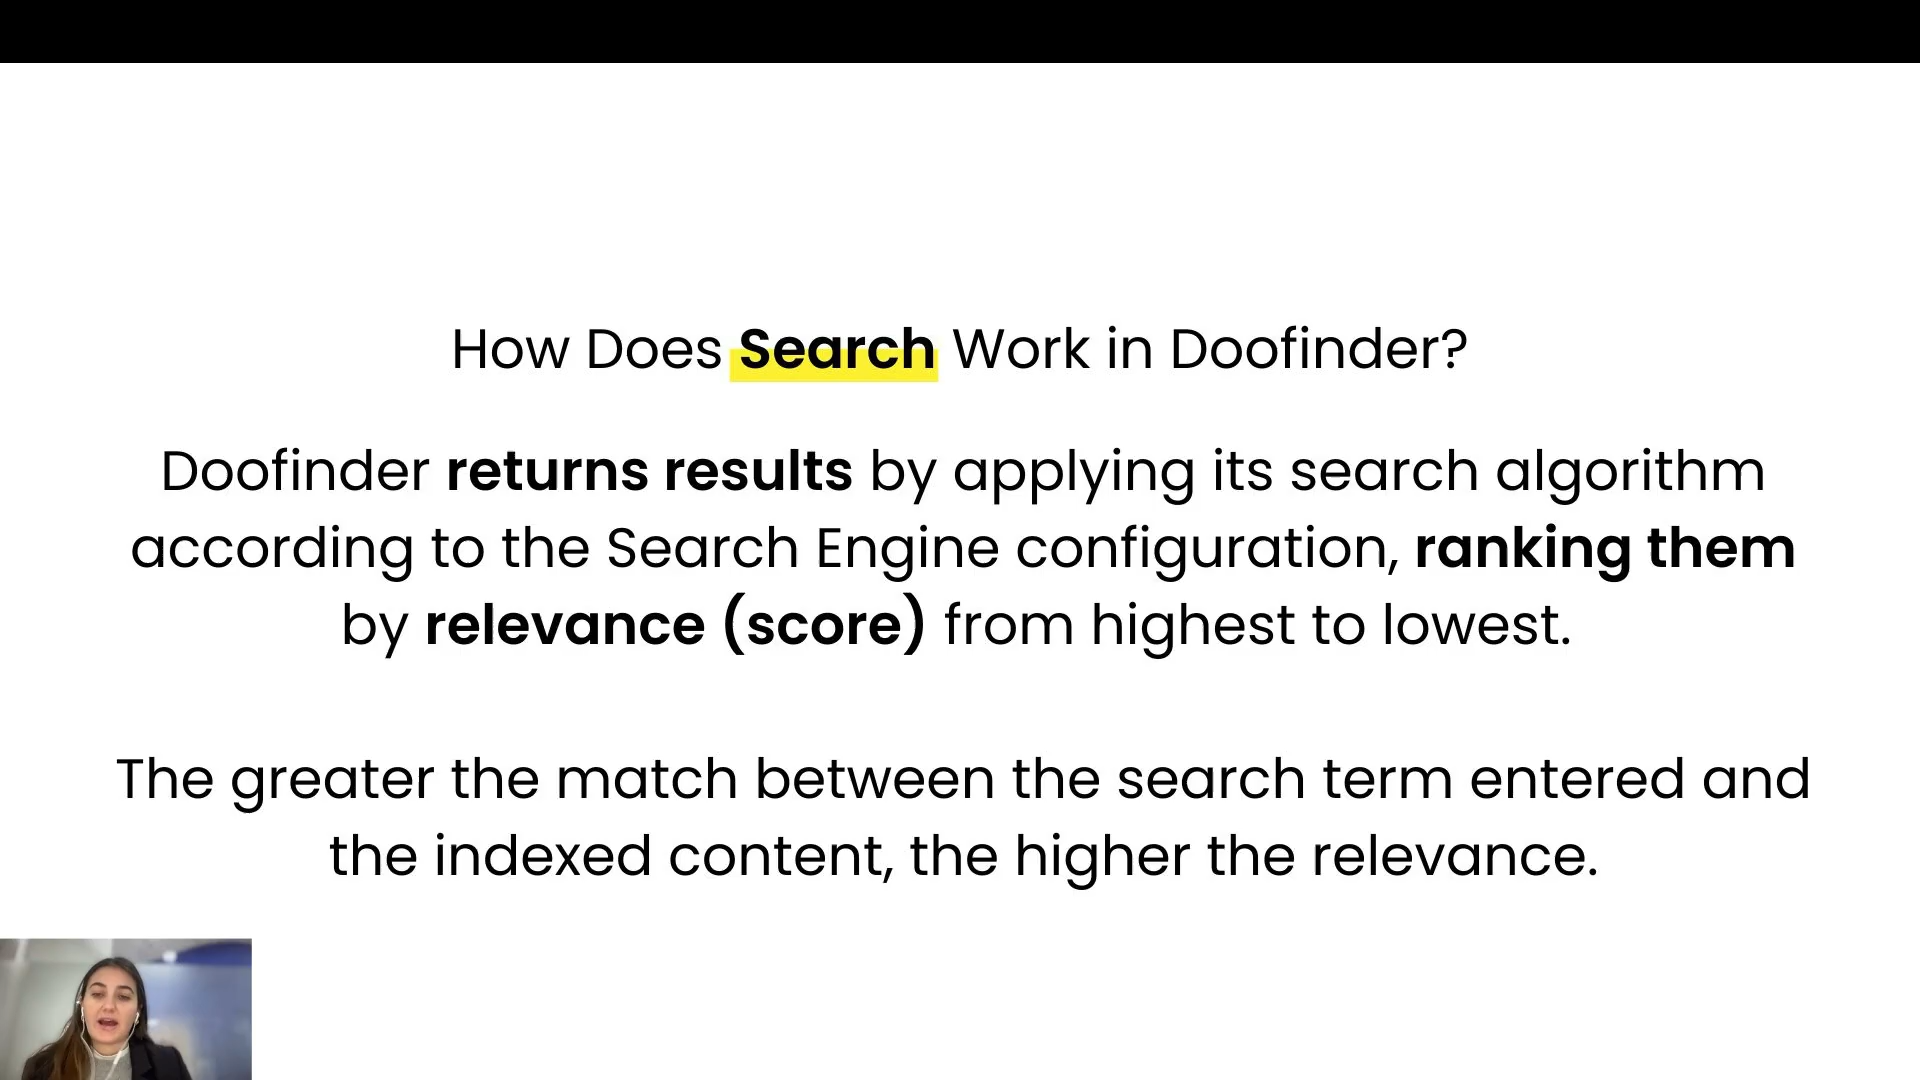 How Does Search Work in Doofinder?
Doofinder returns results by applying its search algorithm
according to the Search Engine configuration, ranking them
by relevance (score) from highest to lowest.
The greater the match between the search term entered and
the indexed content, the higher the relevance.